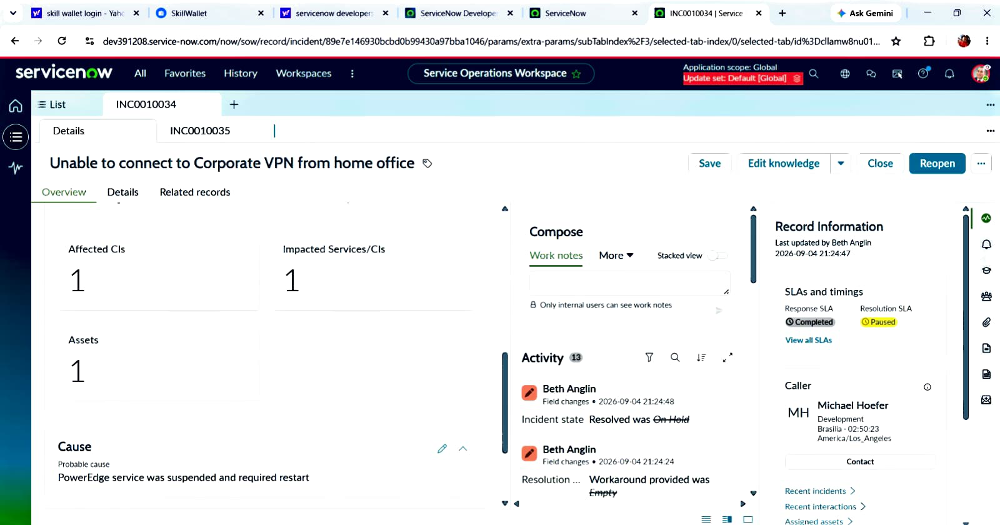 skill wallet login - Yaho
SkillWallet
servicenow developers
ServiceNow Develope
ServiceNow
INC0010034 | Service
Ask Gemini
dev391208.service-now.com/now/sow/record/incident/89e7e146930bcbd0b99430a97bba1046/params/extra-params/subTabIndex%2F3/selected-tab-index/0/selected-tab/id%3Dcllamw8nu01...
servicenow
All
Favorites
History
Workspaces
Service Operations Workspace
Application scope: Global
Update set: Default [Global]
List
INC0010034
Details
INC0010035
Unable to connect to Corporate VPN from home office
Save
Edit knowledge
Close
Reopen
Overview
Details
Related records
Affected CIs
1
Impacted Services/CIs
1
Assets
1
Cause
Probable cause
PowerEdge service was suspended and required restart
Compose
Work notes
More
Stacked view
Only internal users can see work notes
Activity 13
Beth Anglin
Field changes • 2026-09-04 21:24:48
Incident state Resolved was On Hold
Beth Anglin
Field changes • 2026-09-04 21:24:24
Resolution ... Workaround provided was
Empty
Record Information
Last updated by Beth Anglin
2026-09-04 21:24:47
SLAs and timings
Response SLA
Resolution SLA
Completed
Paused
View all SLAs
Caller
MH
Michael Hoefer
Development
Brasilia - 02:50:23
America/Los_Angeles
Contact
Recent incidents
Recent interactions
Assigned assets